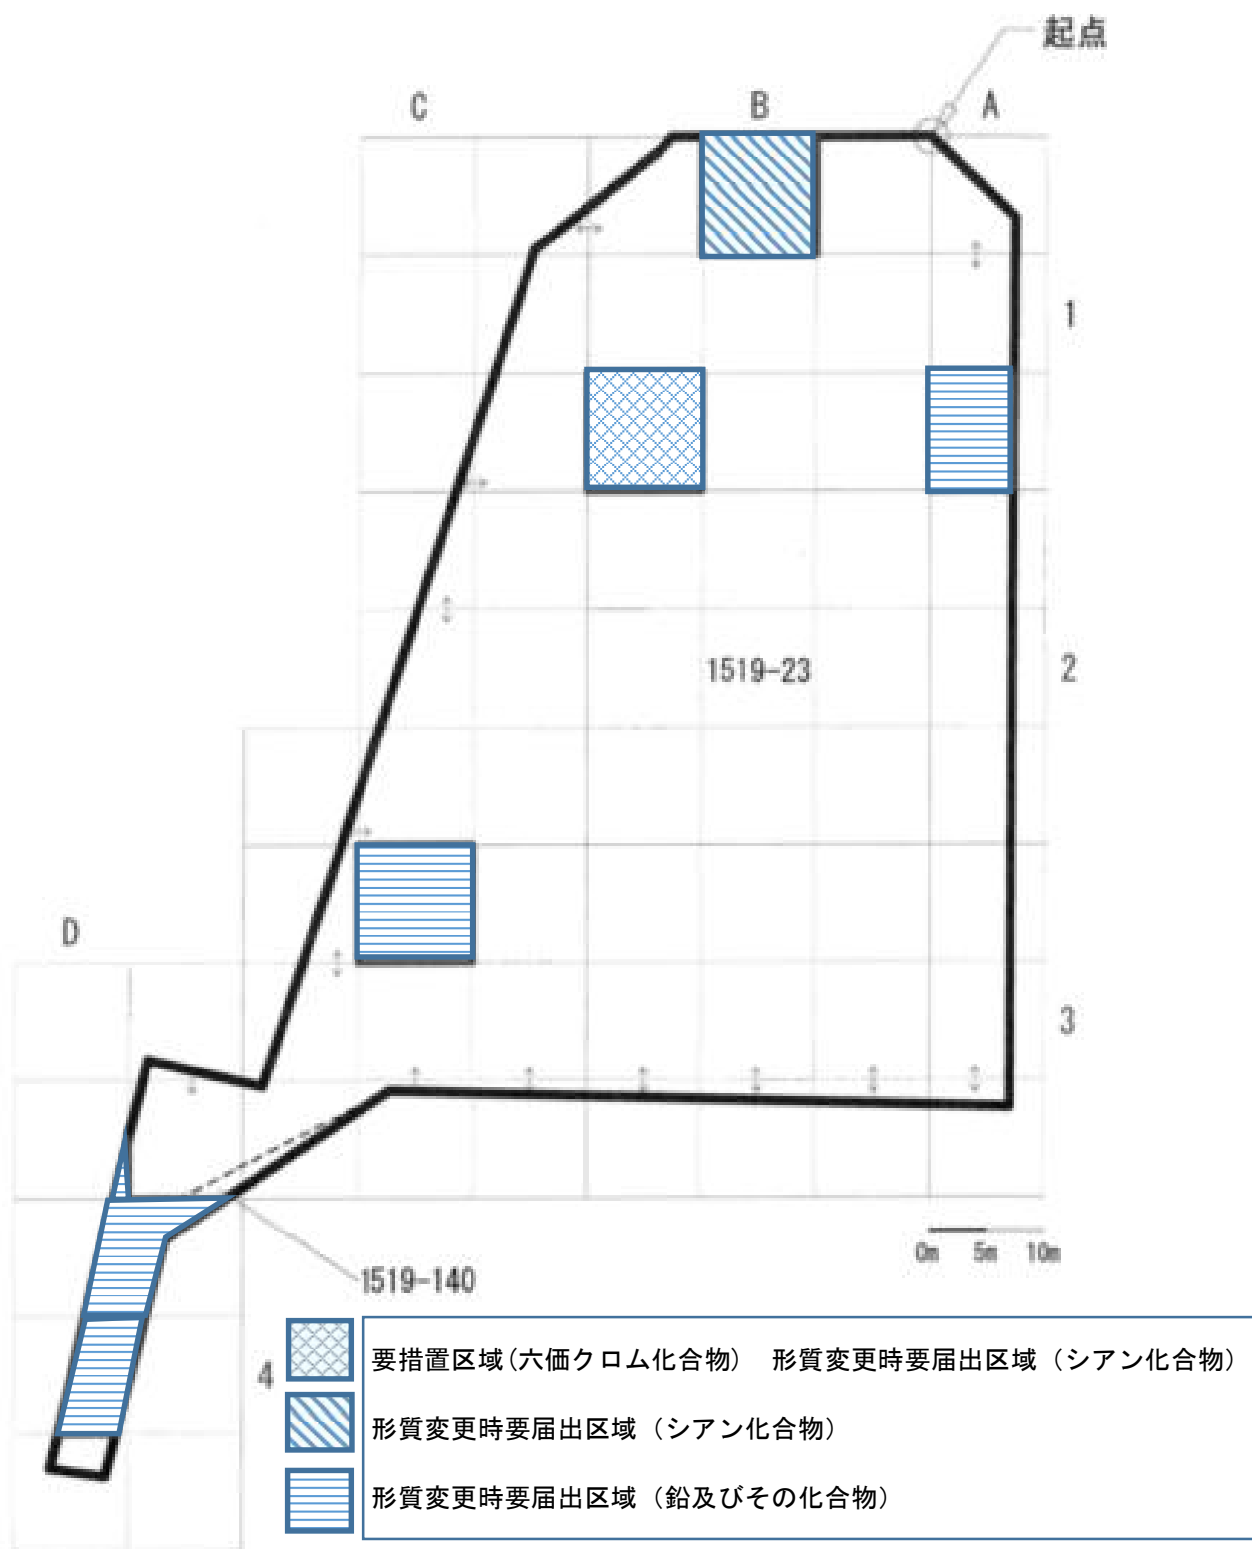 起点
C
B
A
1
2
1519-23
D
3
0m 5m 10m
1519-140
4
要措置区域(六価クロム化合物) 形質変更時要届出区域（シアン化合物）
形質変更時要届出区域（シアン化合物）
形質変更時要届出区域（鉛及びその化合物）